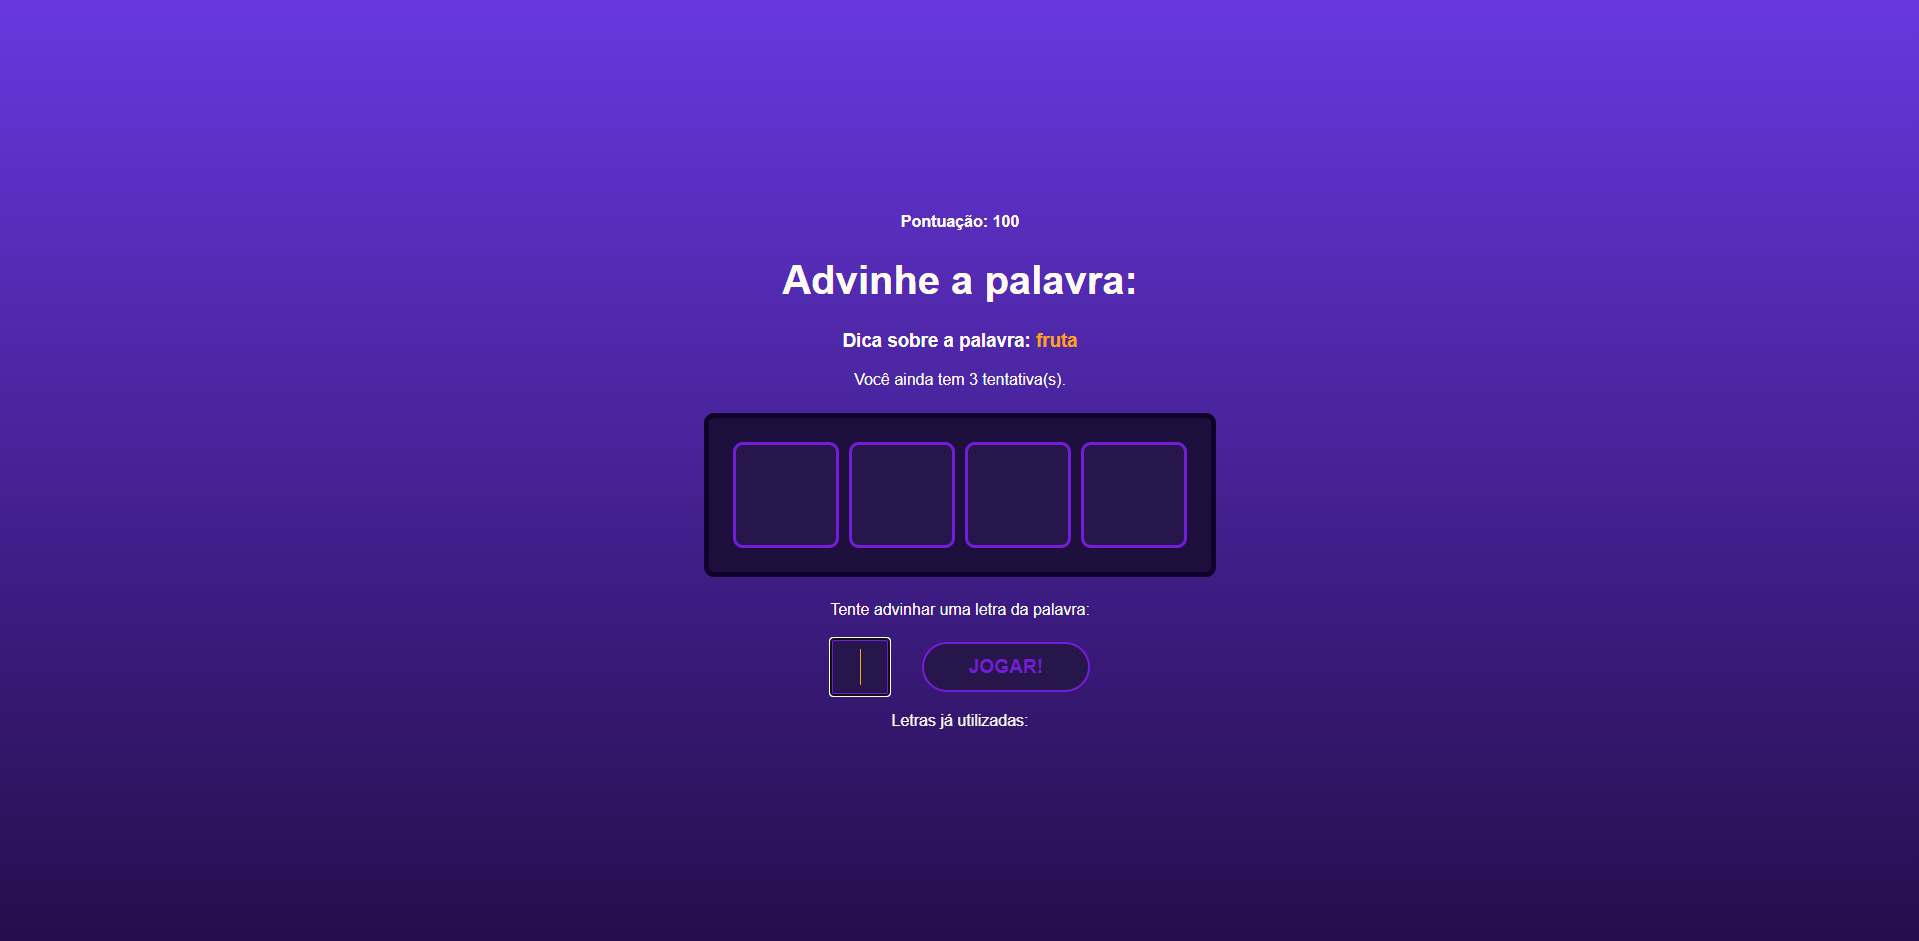 Pontuação: 100
Advinhe a palavra:
Dica sobre a palavra: fruta
Você ainda tem 3 tentativa(s).
Tente advinhar uma letra da palavra:
JOGAR!
Letras já utilizadas: